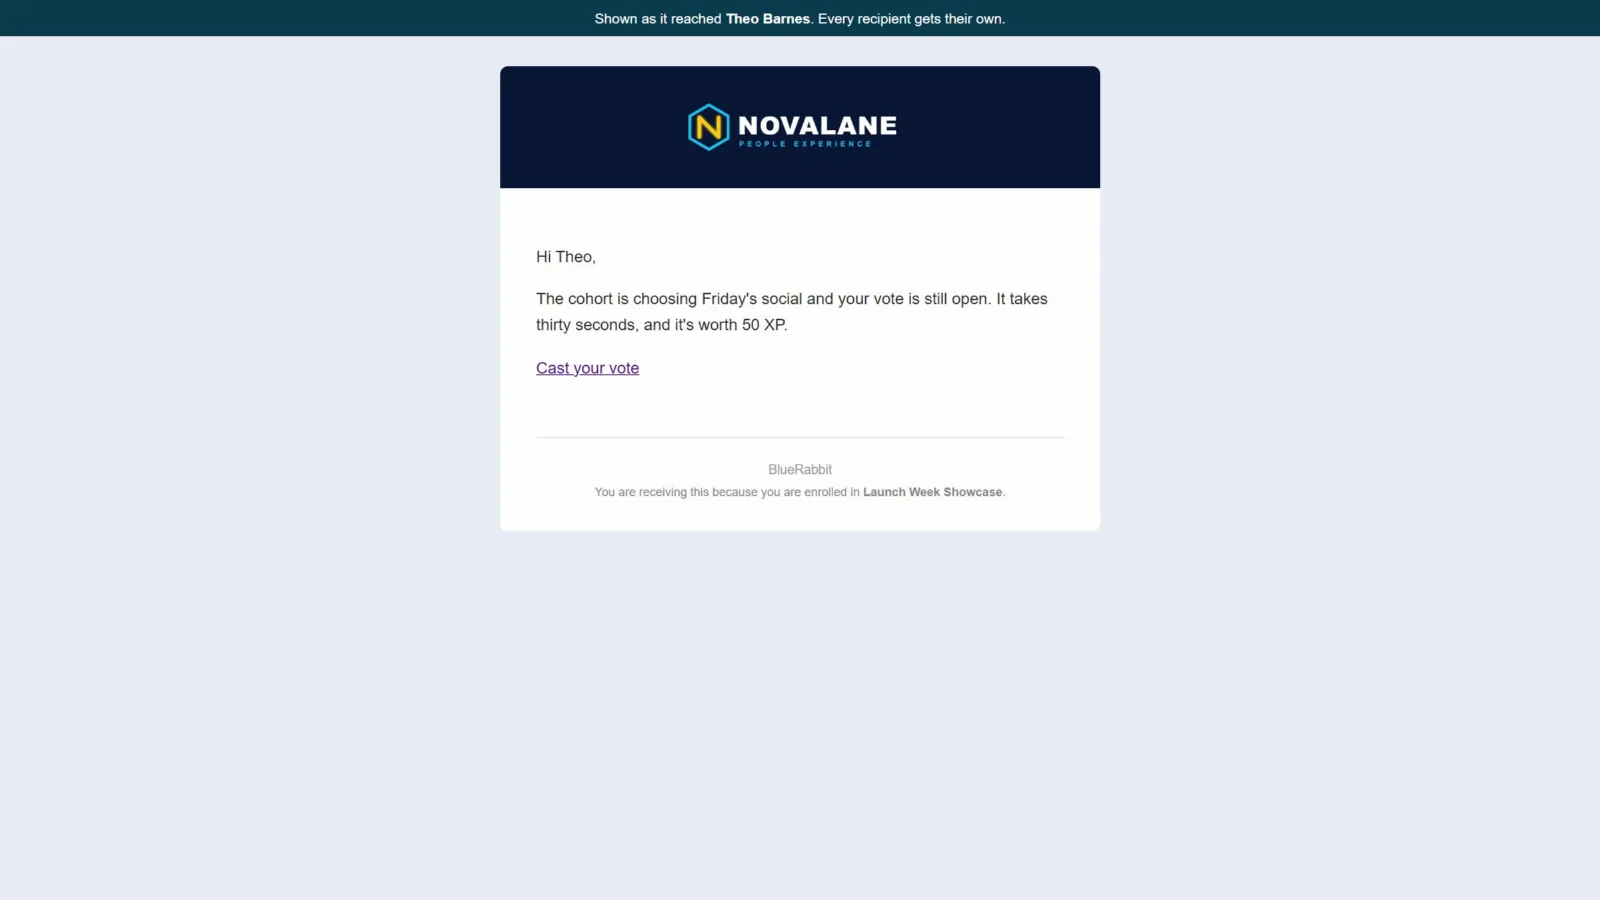 Shown as it reached Theo Barnes. Every recipient gets their own.
N NOVALANE
PEOPLE EXPERIENCE
Hi Theo,
The cohort is choosing Friday's social and your vote is still open. It takes
thirty seconds, and it's worth 50 XP.
Cast your vote
BlueRabbit
You are receiving this because you are enrolled in Launch Week Showcase.